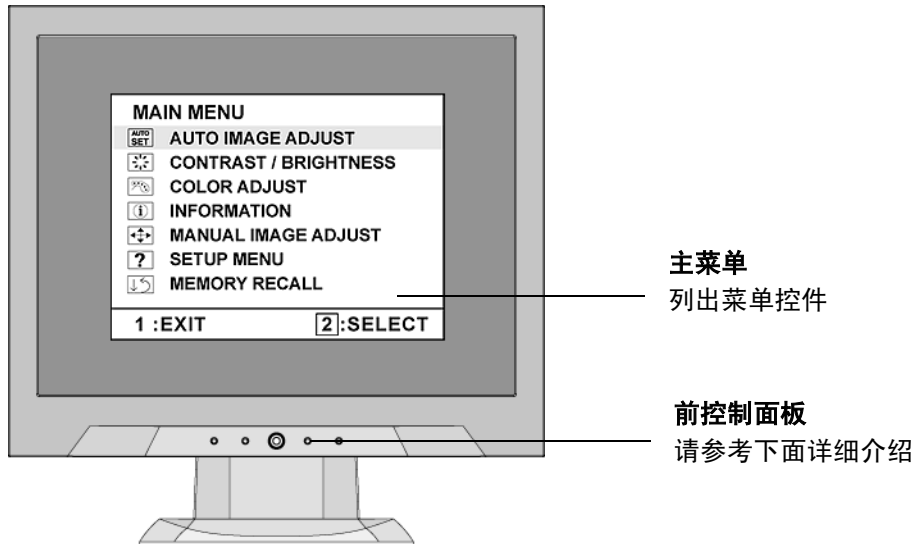 MAIN MENU
AUTO SET AUTO IMAGE ADJUST
CONTRAST / BRIGHTNESS
COLOR ADJUST
INFORMATION
MANUAL IMAGE ADJUST
? SETUP MENU
MEMORY RECALL
1 :EXIT 2:SELECT
主菜单
列出菜单控件
前控制面板
请参考下面详细介绍